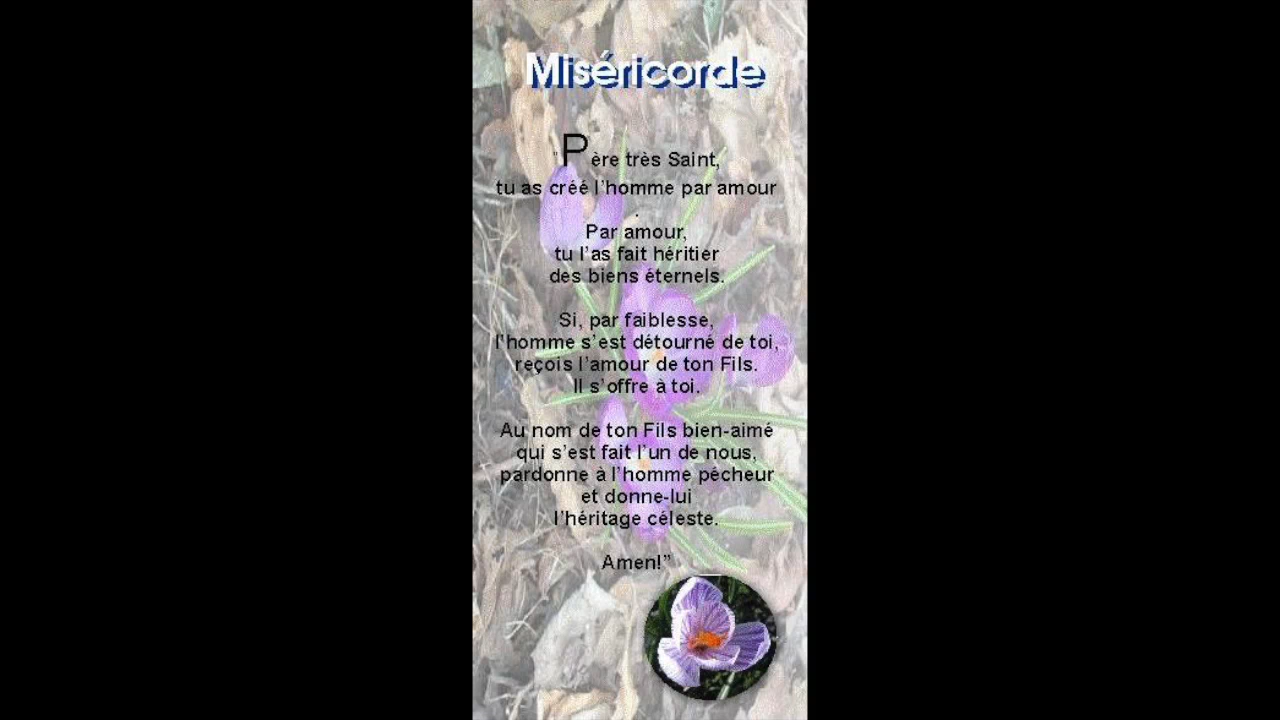 Miséricorde
"Père très Saint,
tu as créé l’homme par amour
.
Par amour,
tu l’as fait héritier
des biens éternels.
Si, par faiblesse,
l’homme s’est détourné de toi,
reçois l’amour de ton Fils.
Il s’offre à toi.
Au nom de ton Fils bien-aimé
qui s’est fait l’un de nous,
pardonne à l’homme pécheur
et donne-lui
l’héritage céleste.
Amen!”